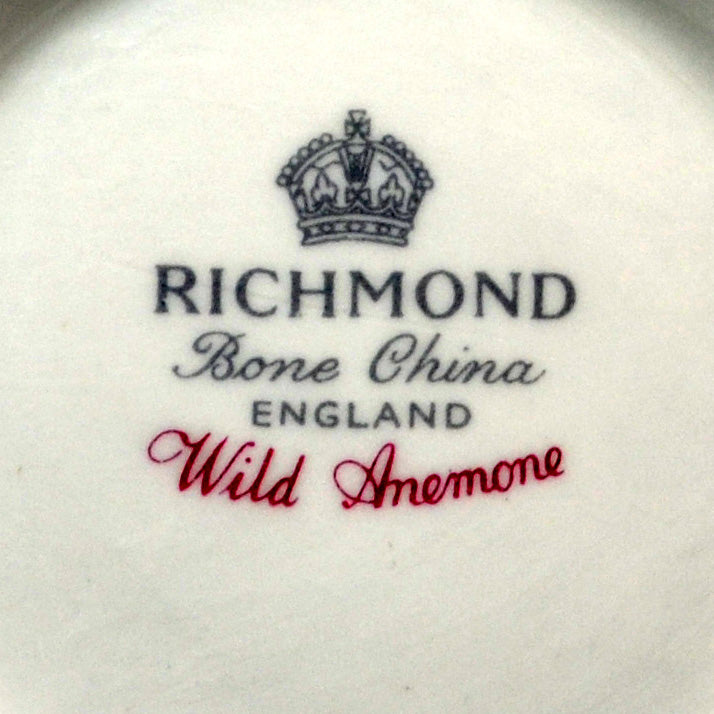 RICHMOND
Bone China
ENGLAND
Wild Anemone